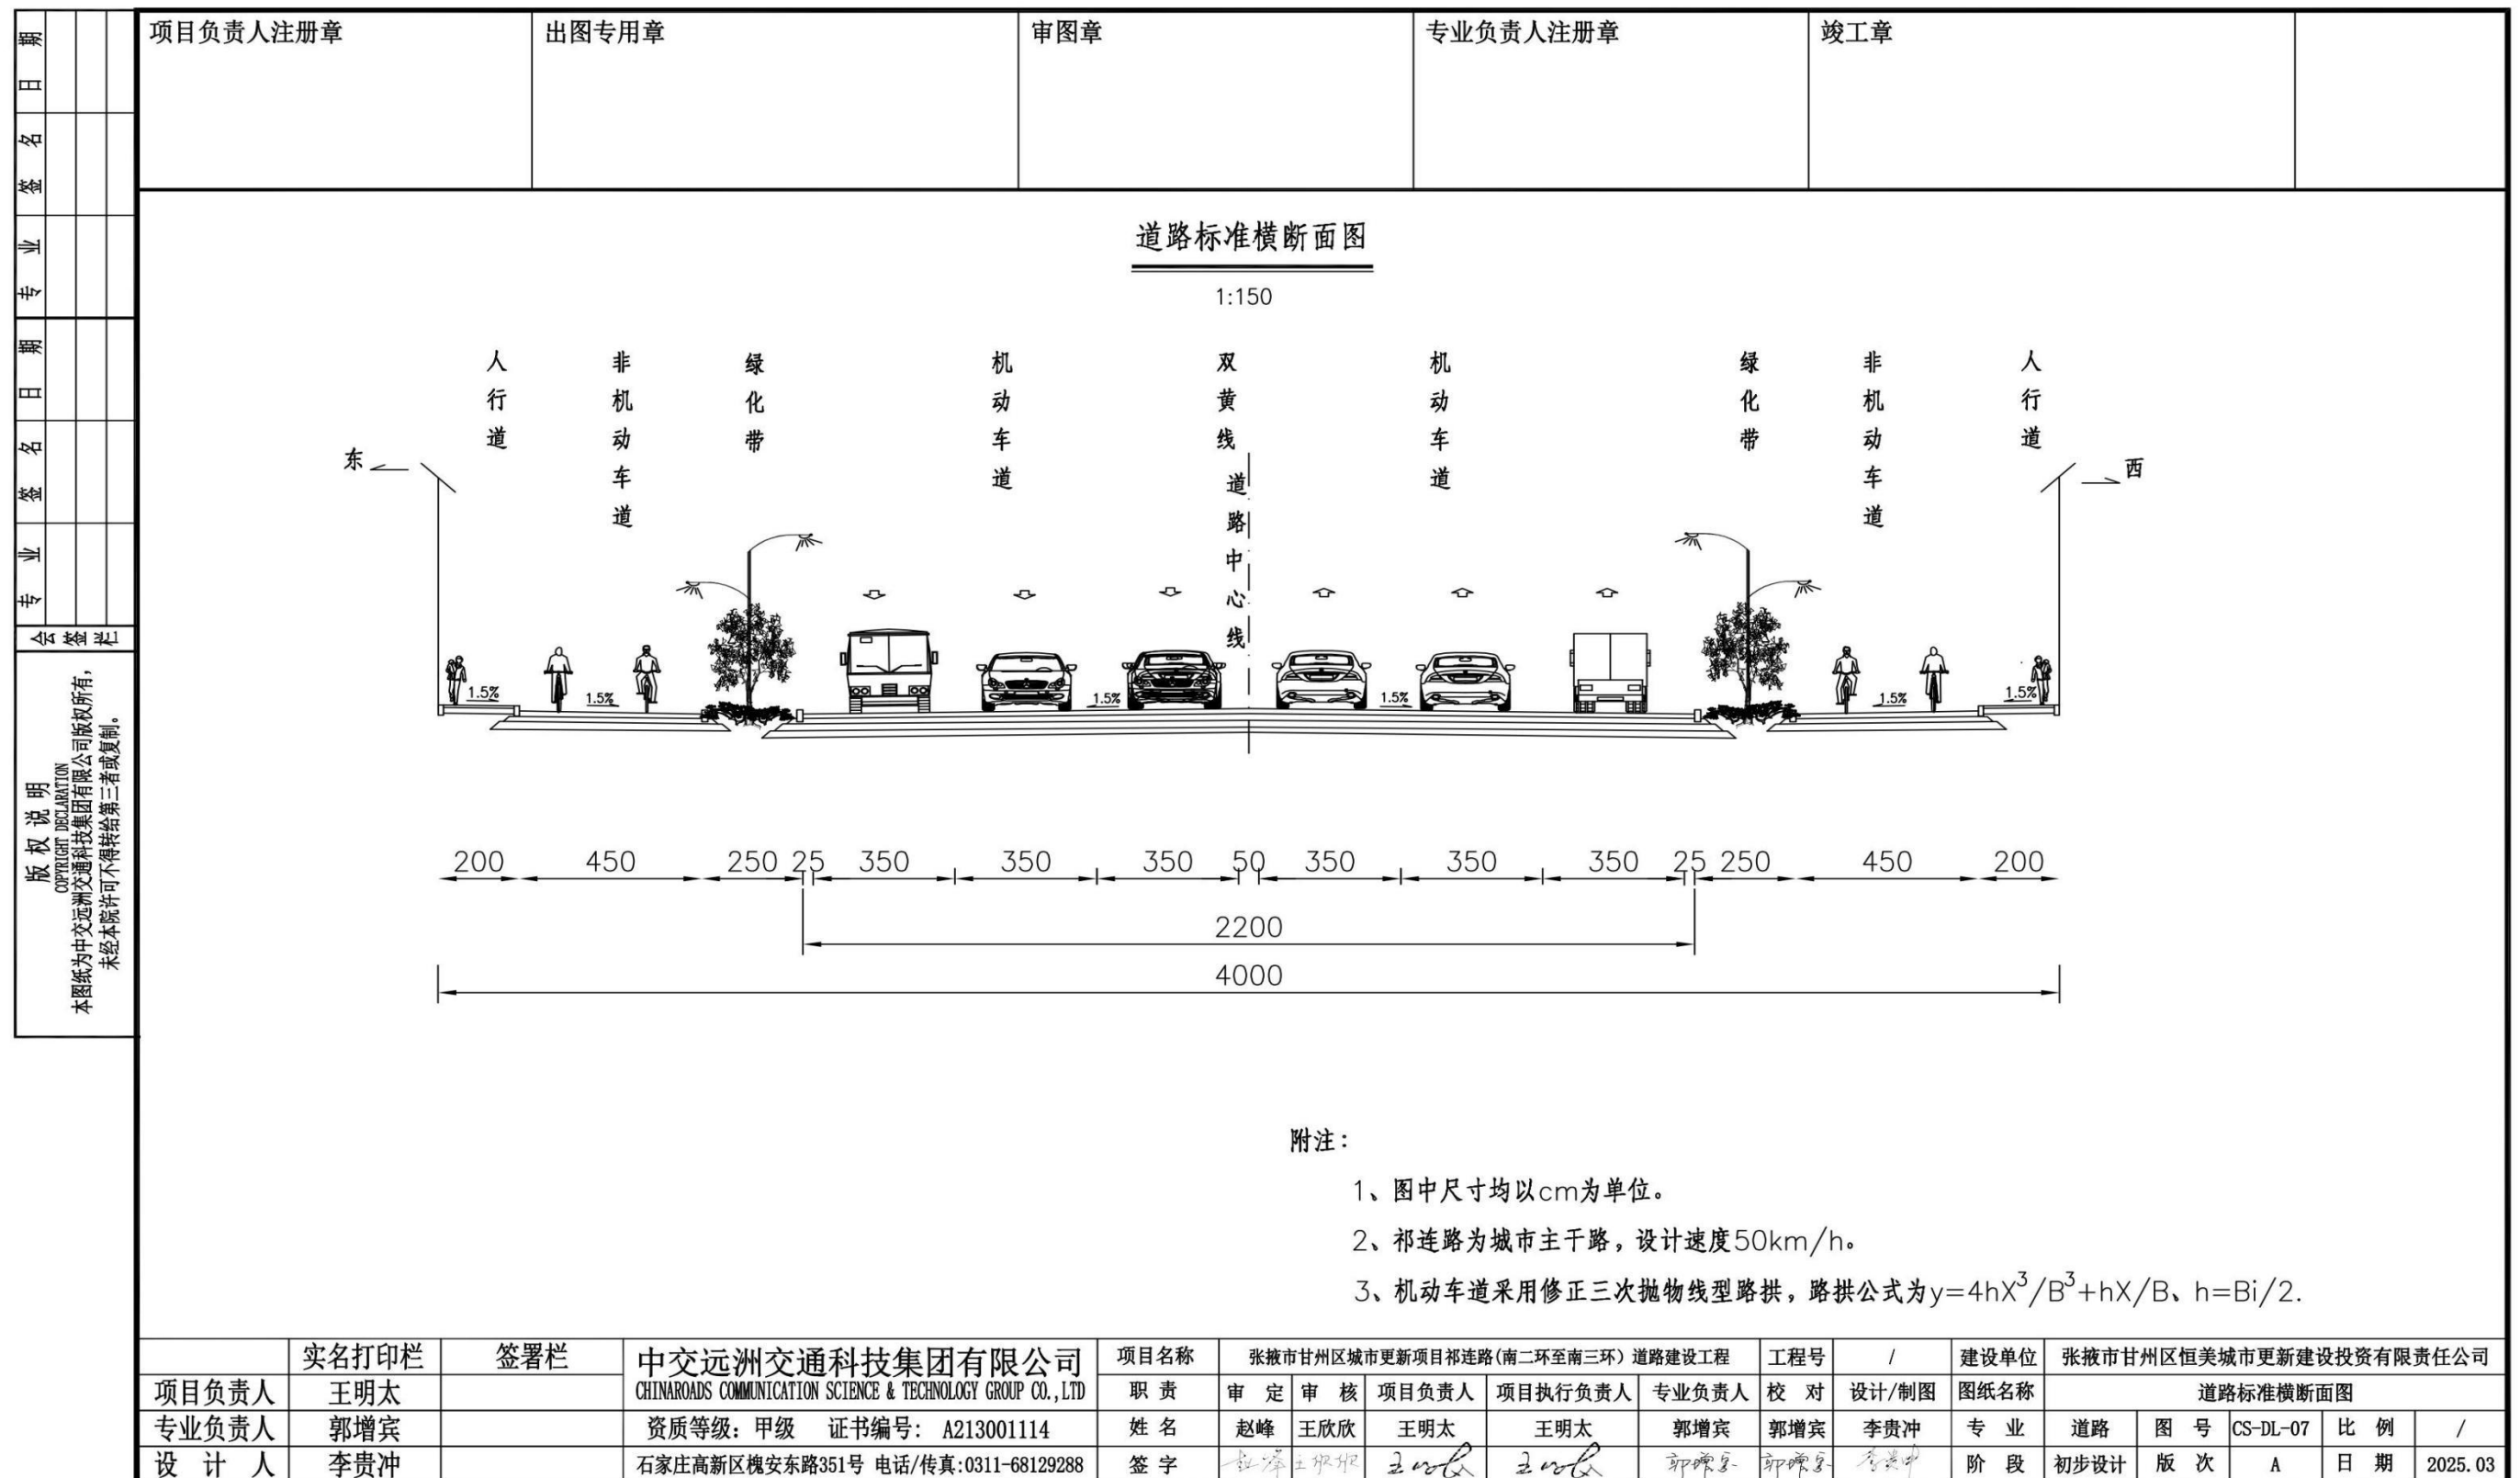 项目负责人注册章
出图专用章
审图章
专业负责人注册章
竣工章
专 业 签 名 日 期
专 业 签 名 日 期
会签栏
版权说明
COPYRIGHT DECLARATION
本图纸为中交远洲交通科技集团有限公司版权所有,
未经本院许可不得转给第三者或复制。
道路标准横断面图
1:150
人行道
非机动车道
绿化带
机动车道
双黄线
机动车道
绿化带
非机动车道
人行道
道路中心线
东
西
1.5% 1.5% 1.5% 1.5% 1.5% 1.5%
200 450 250 25 350 350 350 50 350 350 350 25 250 450 200
2200
4000
附注：
1、图中尺寸均以cm为单位。
2、祁连路为城市主干路，设计速度50km/h。
3、机动车道采用修正三次抛物线型路拱，路拱公式为y=4hX³/B³+hX/B、h=Bi/2.
实名打印栏 签署栏
项目负责人 王明太
专业负责人 郭增宾
设 计 人 李贵冲
中交远洲交通科技集团有限公司
CHINAROADS COMMUNICATION SCIENCE & TECHNOLOGY GROUP CO.,LTD
资质等级：甲级 证书编号: A213001114
石家庄高新区槐安东路351号 电话/传真:0311-68129288
项目名称 张掖市甘州区城市更新项目祁连路(南二环至南三环）道路建设工程 工程号 / 建设单位 张掖市甘州区恒美城市更新建设投资有限责任公司
职 责 审 定 审 核 项目负责人 项目执行负责人 专业负责人 校 对 设计/制图 图纸名称 道路标准横断面图
姓 名 赵峰 王欣欣 王明太 王明太 郭增宾 郭增宾 李贵冲 专 业 道路 图 号 CS-DL-07 比 例 /
签 字 赵峰 王欣欣 王明太 王明太 郭增宾 郭增宾 李贵冲 阶 段 初步设计 版 次 A 日 期 2025.03